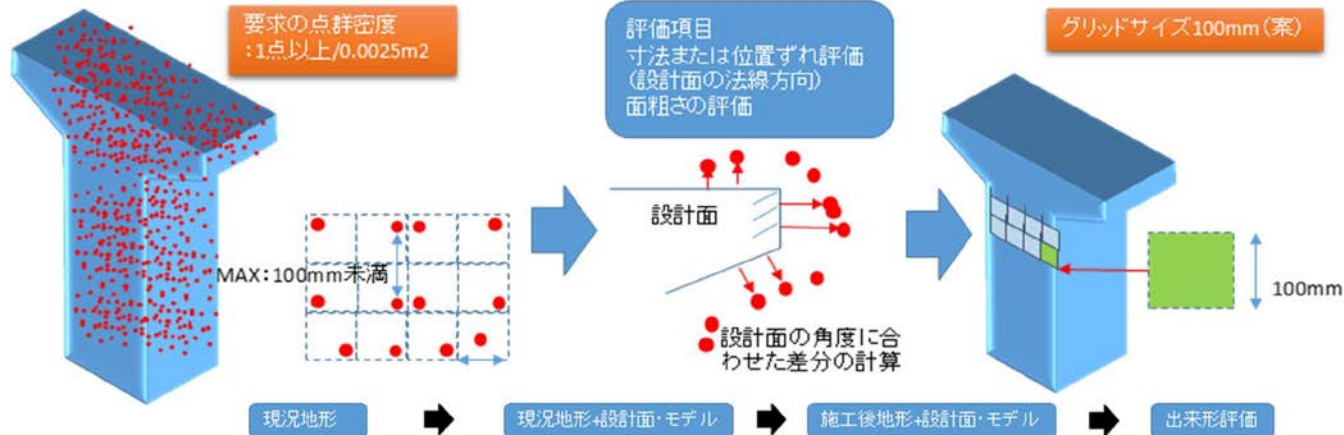 要求の点群密度
:1点以上/0.0025m2
評価項目
寸法または位置ずれ評価
(設計面の法線方向)
面粗さの評価
グリッドサイズ100mm(案)
設計面
MAX:100mm未満
100mm
設計面の角度に合
わせた差分の計算
現況地形
現況地形+設計面・モデル
施工後地形+設計面・モデル
出来形評価